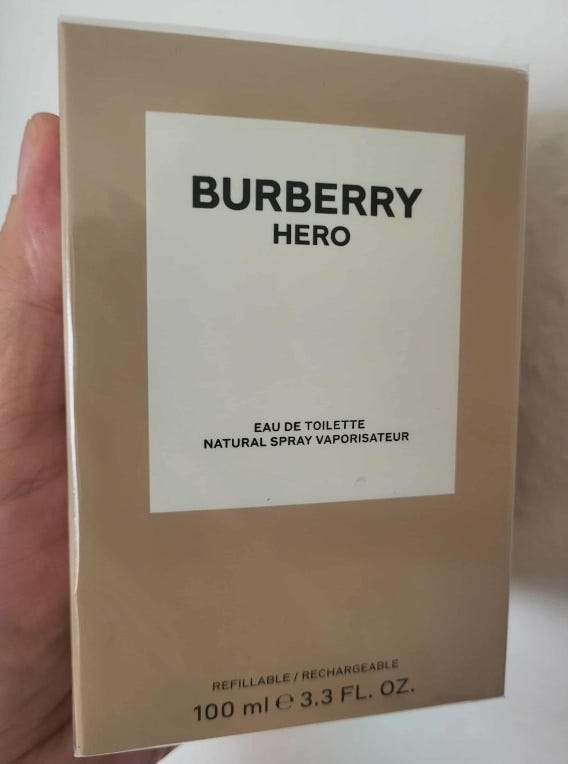 BURBERRY
HERO
EAU DE TOILETTE
NATURAL SPRAY VAPORISATEUR
REFILLABLE / RECHARGEABLE
100 ml ℮ 3.3 FL. OZ.